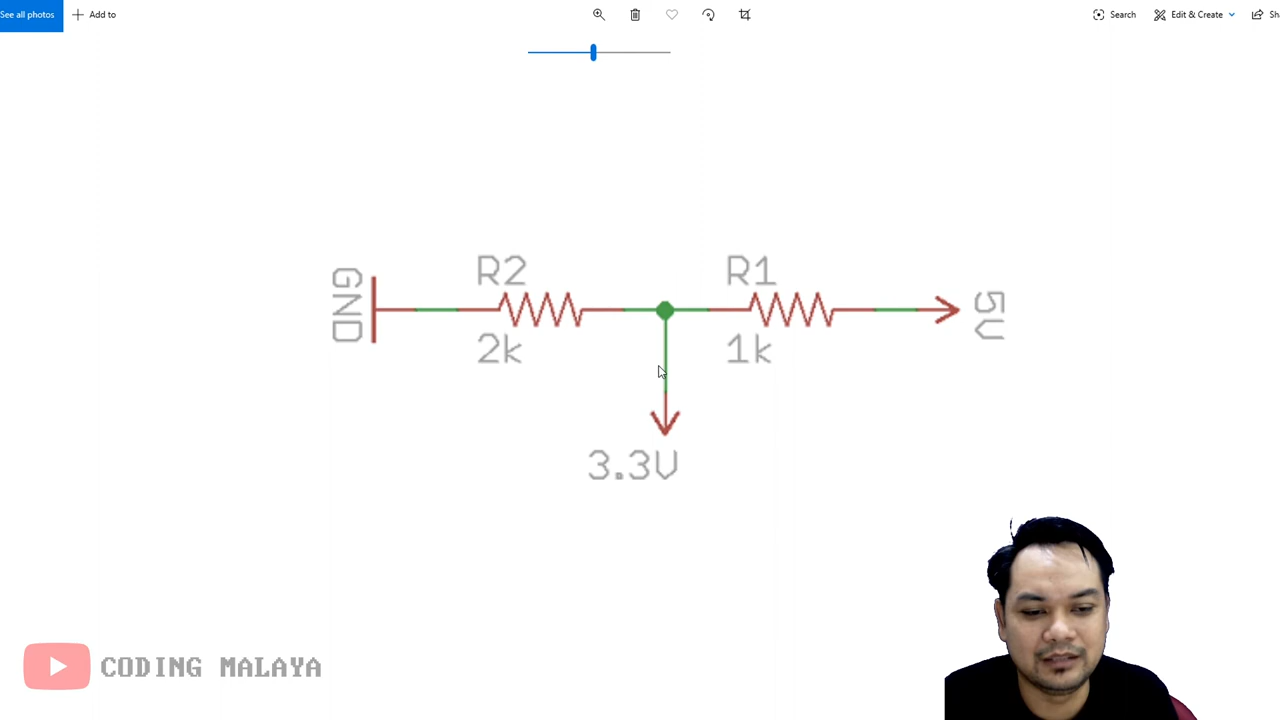 See all photos
Add to
Search
Edit & Create
Sh
GND
R2
2k
R1
1k
5V
3.3V
CODING MALAYA